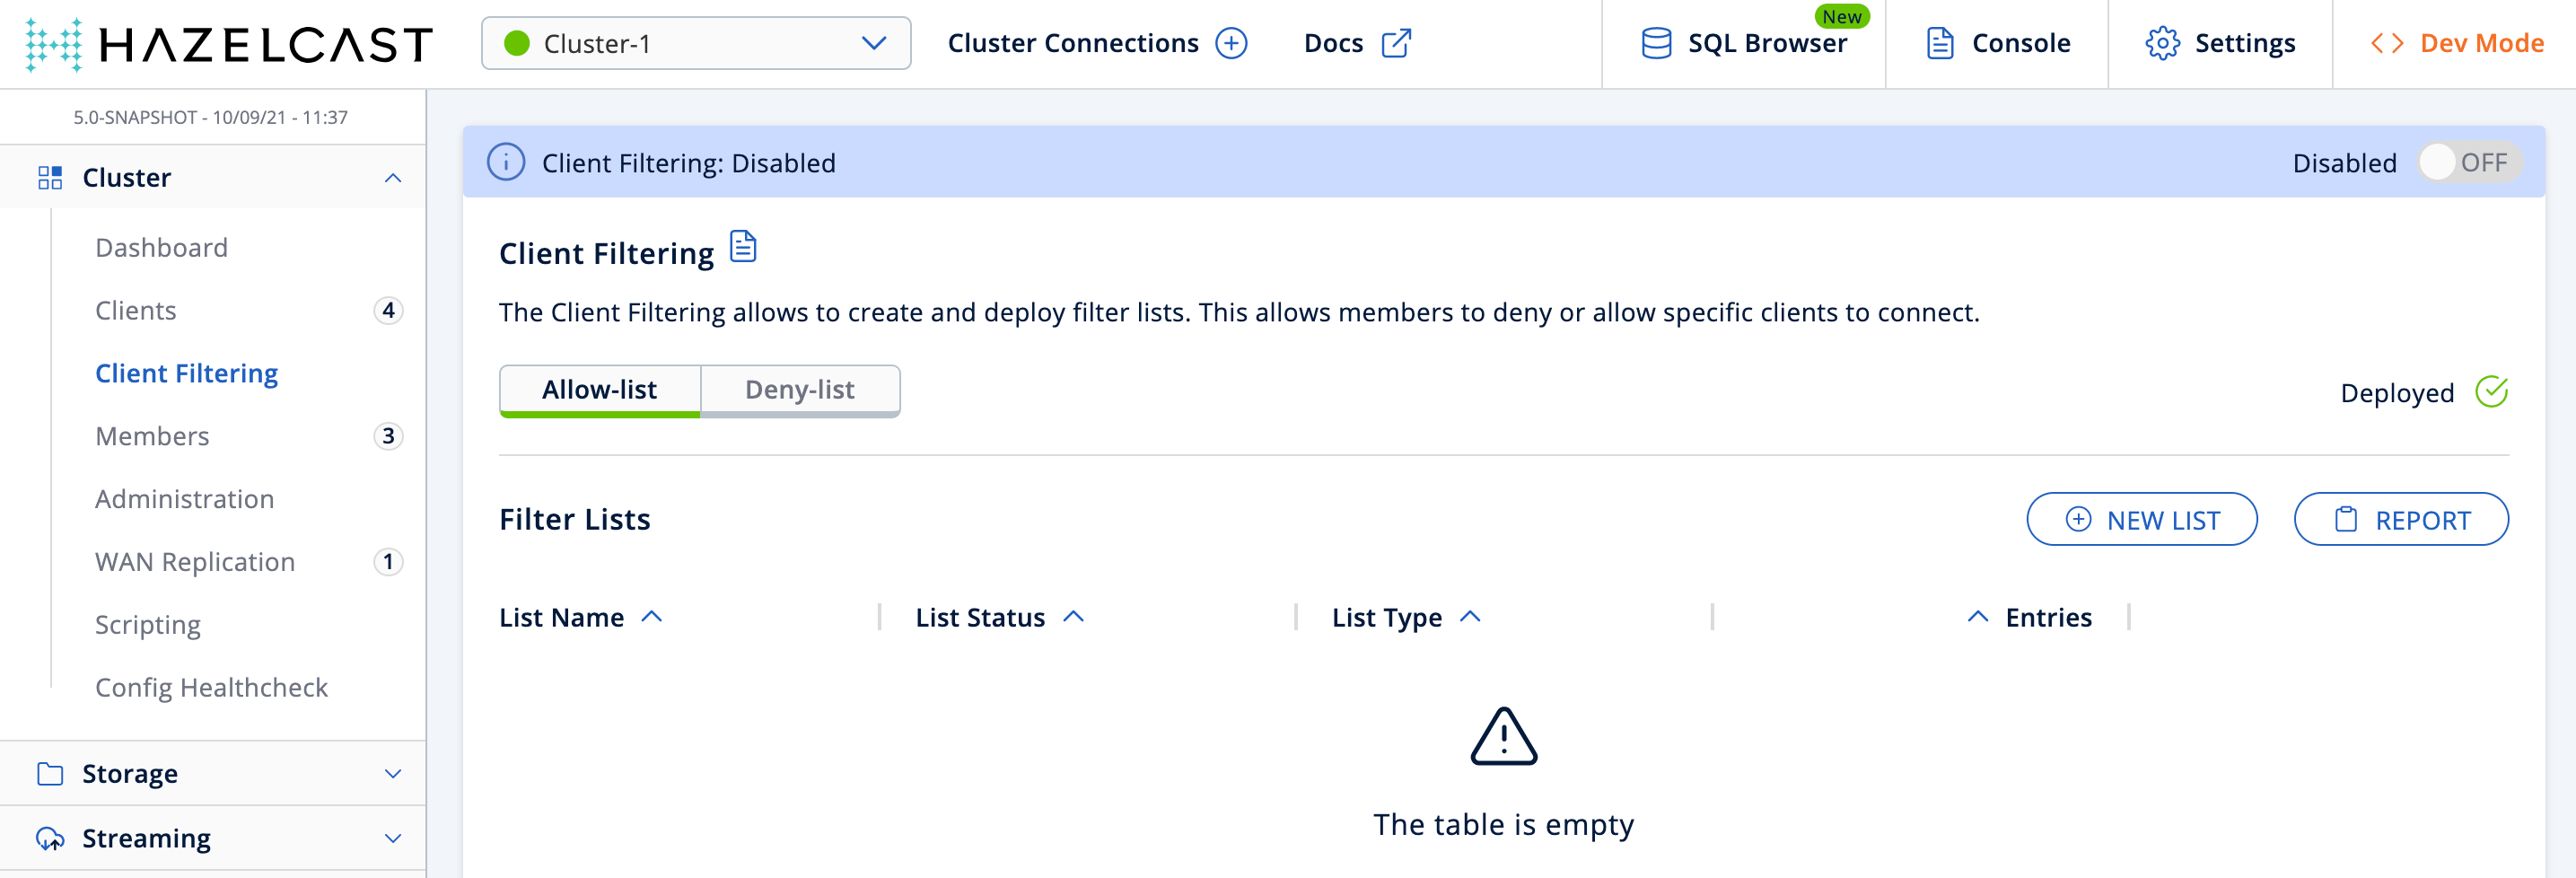 HAZELCAST Cluster-1 Cluster Connections Docs SQL Browser New Console Settings Dev Mode
5.0-SNAPSHOT - 10/09/21 - 11:37
Cluster
Dashboard
Clients 4
Client Filtering
Members 3
Administration
WAN Replication 1
Scripting
Config Healthcheck
Storage
Streaming
Client Filtering: Disabled Disabled OFF
Client Filtering
The Client Filtering allows to create and deploy filter lists. This allows members to deny or allow specific clients to connect.
Allow-list Deny-list Deployed
Filter Lists NEW LIST REPORT
List Name List Status List Type Entries
The table is empty